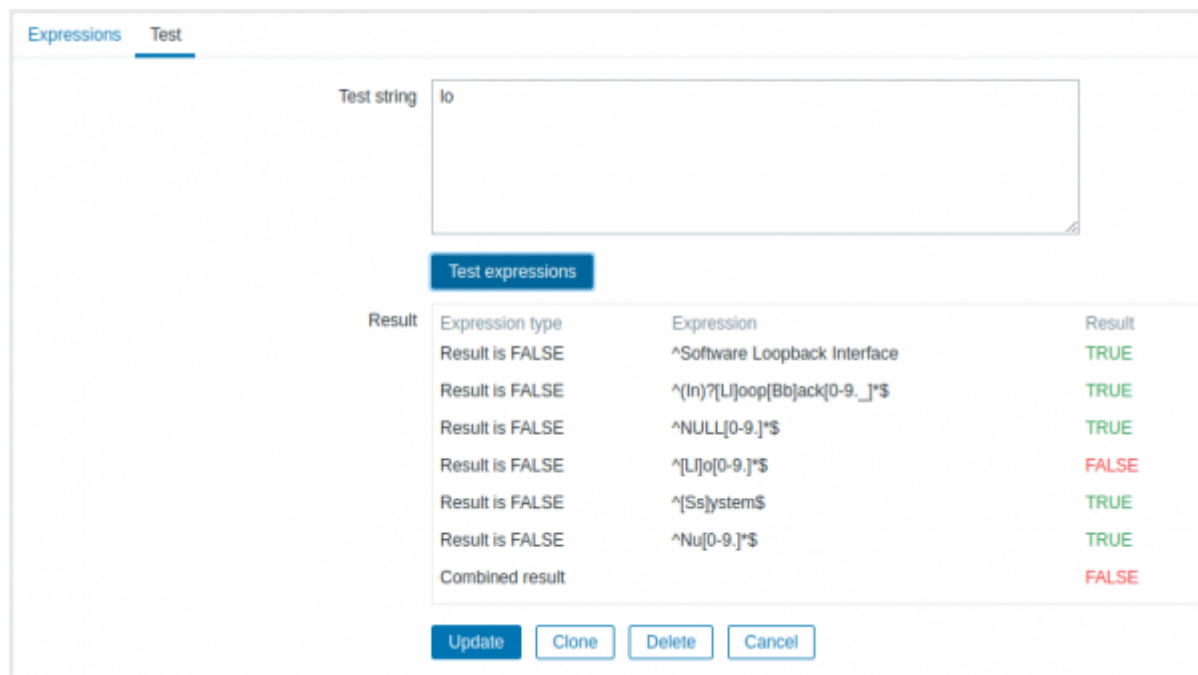 Expressions Test
Test string lo
Test expressions
Result Expression type Expression Result
Result is FALSE ^Software Loopback Interface TRUE
Result is FALSE ^(In)?[Ll]oop[Bb]ack[0-9._]*$ TRUE
Result is FALSE ^NULL[0-9.]*$ TRUE
Result is FALSE ^[Ll]o[0-9.]*$ FALSE
Result is FALSE ^[Ss]ystem$ TRUE
Result is FALSE ^Nu[0-9.]*$ TRUE
Combined result FALSE
Update Clone Delete Cancel